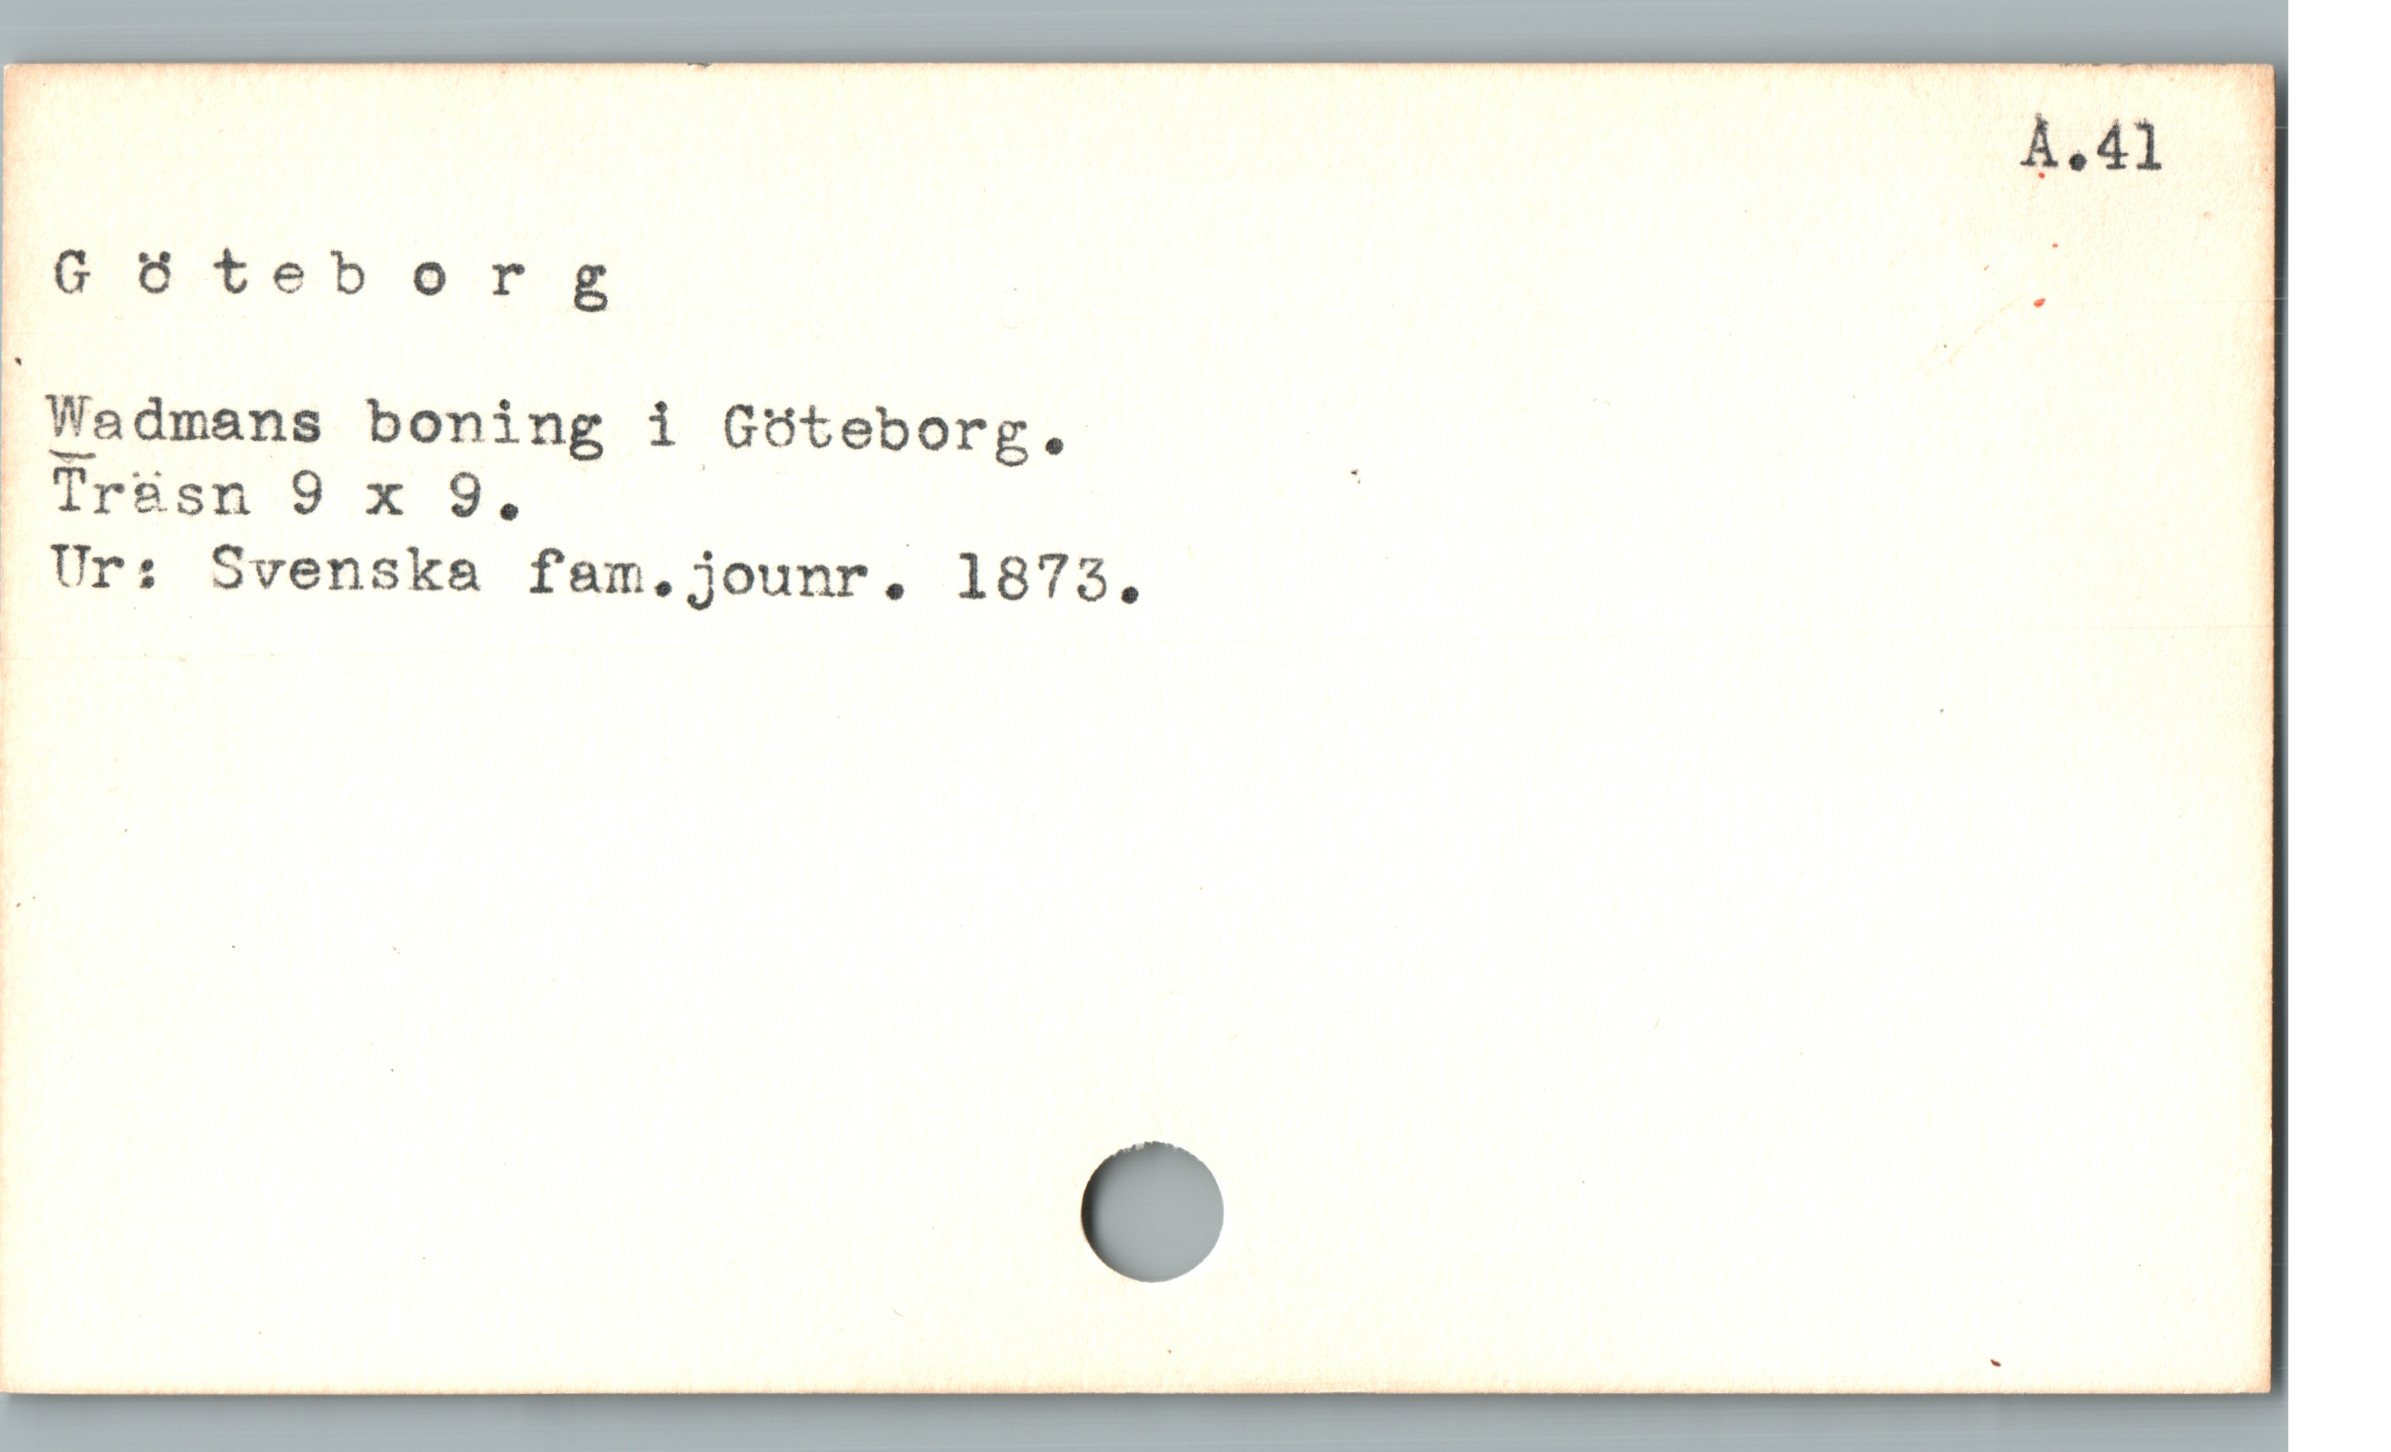 A.41
G ö t e b o r g
Wadmans boning i Göteborg.
Träsn 9 x 9.
Ur: Svenska fam.jounr. 1873.